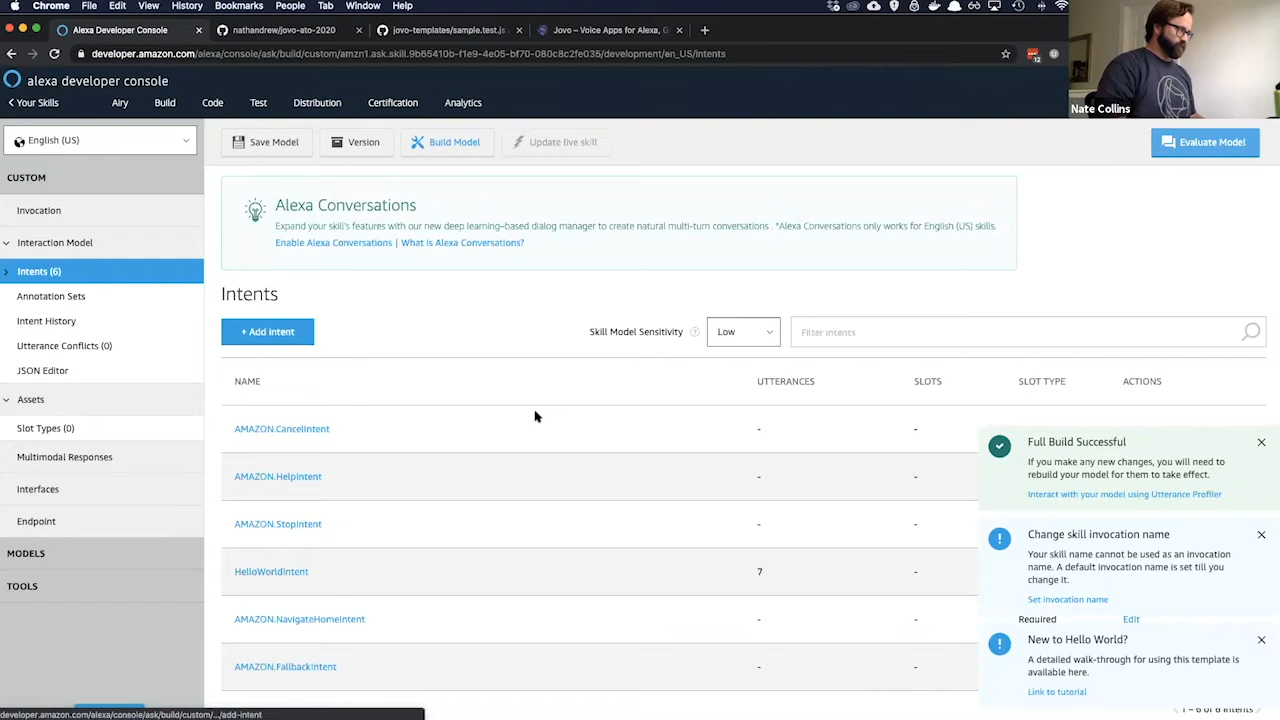 Chrome File Edit View History Bookmarks People Tab Window Help
Alexa Developer Console
nathandrew/jovo-ato-2020
jovo-templates/sample.test.js
Jovo – Voice Apps for Alexa, G
developer.amazon.com/alexa/console/ask/build/custom/amzn1.ask.skill.9b65410b-f1e9-4e05-bf70-080c8c2fe035/development/en_US/intents
12
alexa developer console
Your Skills Airy Build Code Test Distribution Certification Analytics
Nate Collins
English (US)
Save Model Version Build Model Update live skill Evaluate Model
CUSTOM
Invocation
Interaction Model
Intents (6)
Annotation Sets
Intent History
Utterance Conflicts (0)
JSON Editor
Assets
Slot Types (0)
Multimodal Responses
Interfaces
Endpoint
MODELS
TOOLS
Alexa Conversations
Expand your skill's features with our new deep learning–based dialog manager to create natural multi-turn conversations . *Alexa Conversations only works for English (US) skills.
Enable Alexa Conversations | What is Alexa Conversations?
Intents
+ Add Intent
Skill Model Sensitivity ? Low Filter intents
NAME UTTERANCES SLOTS SLOT TYPE ACTIONS
AMAZON.CancelIntent - -
AMAZON.HelpIntent - -
AMAZON.StopIntent - -
HelloWorldIntent 7 -
AMAZON.NavigateHomeIntent - - Required Edit
AMAZON.FallbackIntent - -
1 – 6 of 6 intents
Full Build Successful
If you make any new changes, you will need to
rebuild your model for them to take effect.
Interact with your model using Utterance Profiler
Change skill invocation name
Your skill name cannot be used as an invocation
name. A default invocation name is set till you
change it.
Set invocation name
New to Hello World?
A detailed walk-through for using this template is
available here.
Link to tutorial
developer.amazon.com/alexa/console/ask/build/custom/.../add-intent